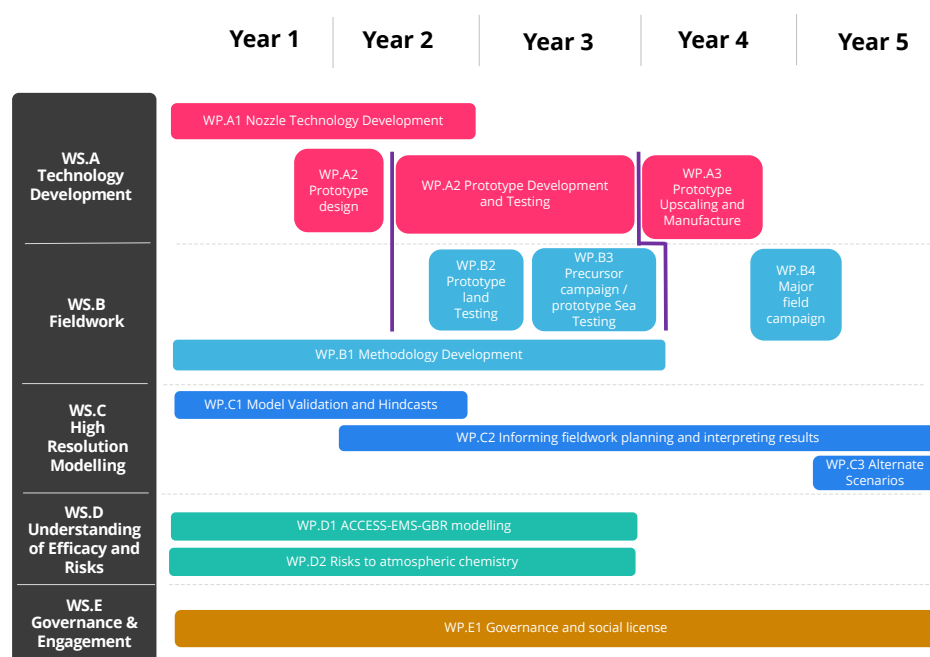 Year 1
Year 2
Year 3
Year 4
Year 5
WS.A
Technology
Development
WP.A1 Nozzle Technology Development
WP.A2
Prototype
design
WP.A2 Prototype Development
and Testing
WP.A3
Prototype
Upscaling and
Manufacture
WS.B
Fieldwork
WP.B2
Prototype
land
Testing
WP.B3
Precursor
campaign /
prototype Sea
Testing
WP.B4
Major
field
campaign
WP.B1 Methodology Development
WS.C
High
Resolution
Modelling
WP.C1 Model Validation and Hindcasts
WP.C2 Informing fieldwork planning and interpreting results
WP.C3 Alternate
Scenarios
WS.D
Understanding
of Efficacy and
Risks
WP.D1 ACCESS-EMS-GBR modelling
WP.D2 Risks to atmospheric chemistry
WS.E
Governance &
Engagement
WP.E1 Governance and social license